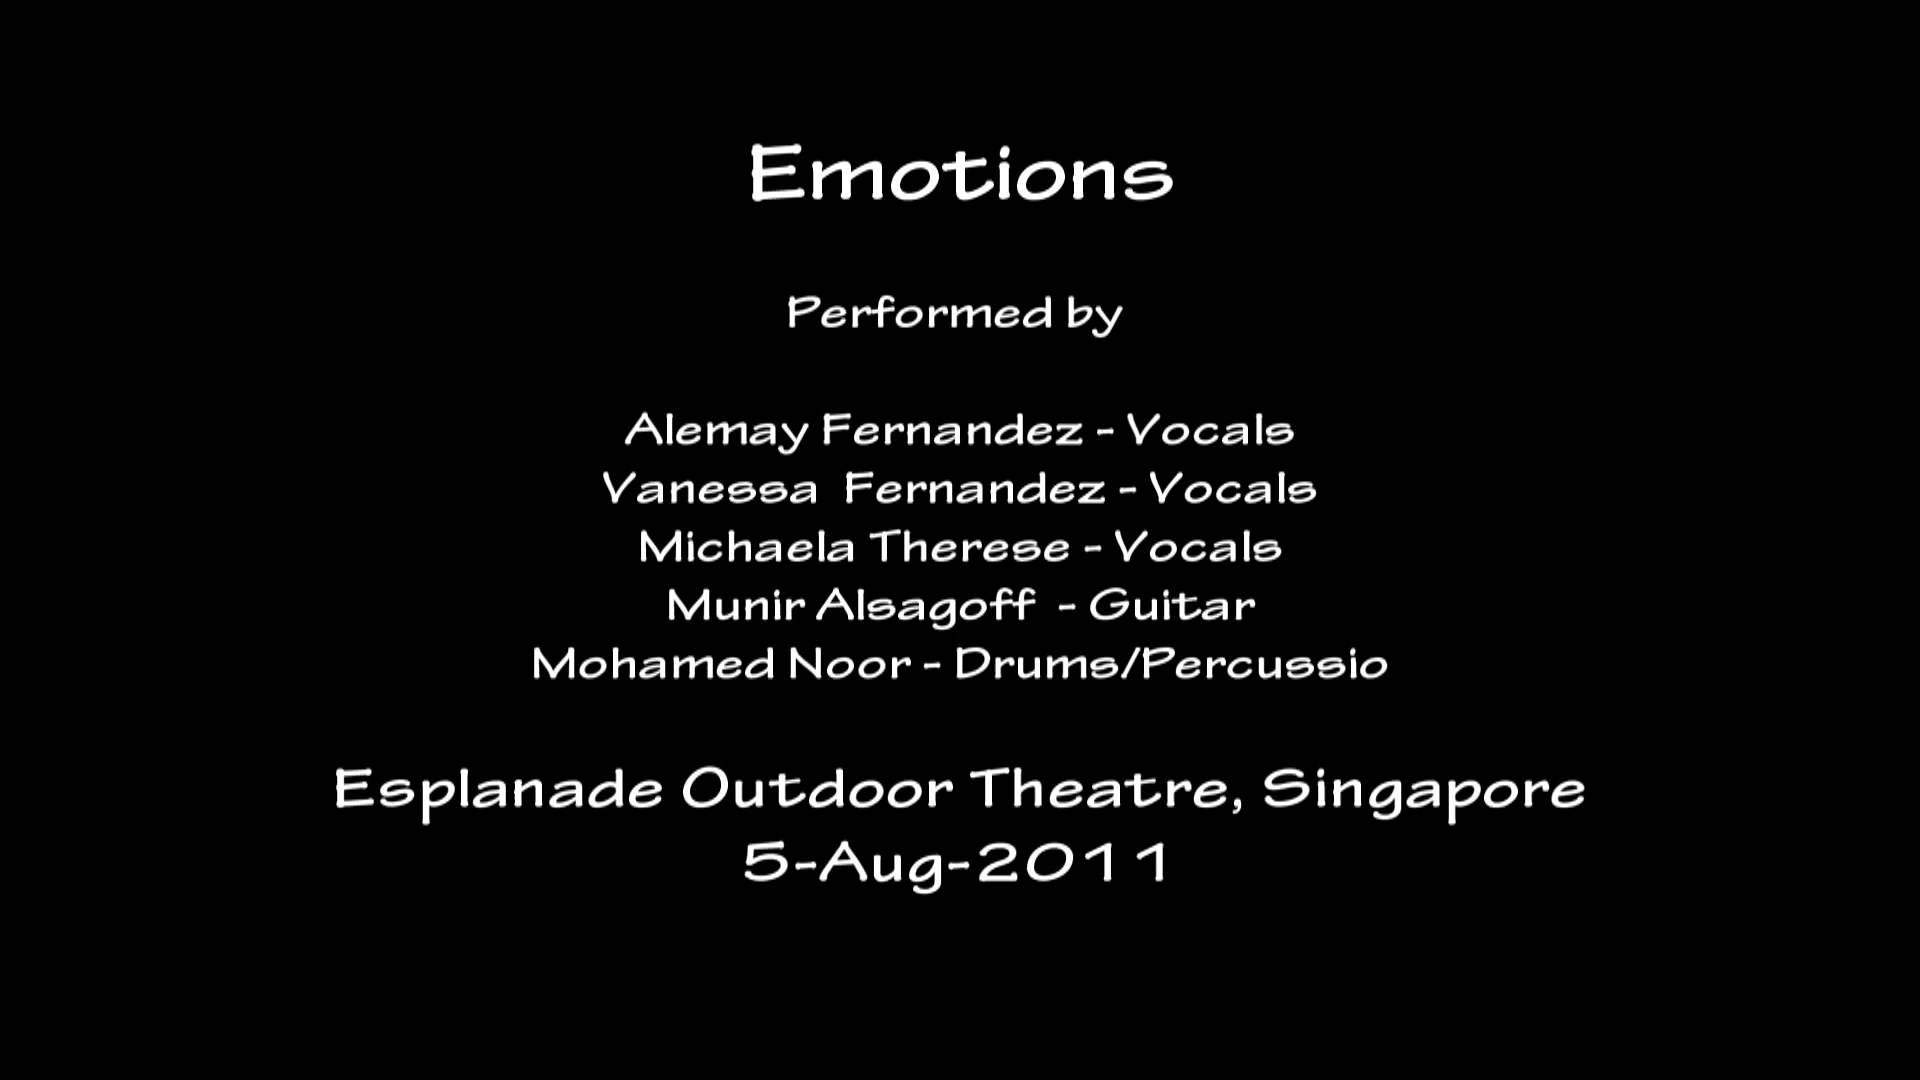 Emotions
Performed by
Alemay Fernandez - Vocals
Vanessa Fernandez - Vocals
Michaela Therese - Vocals
Munir Alsagoff - Guitar
Mohamed Noor - Drums/Percussio
Esplanade Outdoor Theatre, Singapore
5-Aug-2011